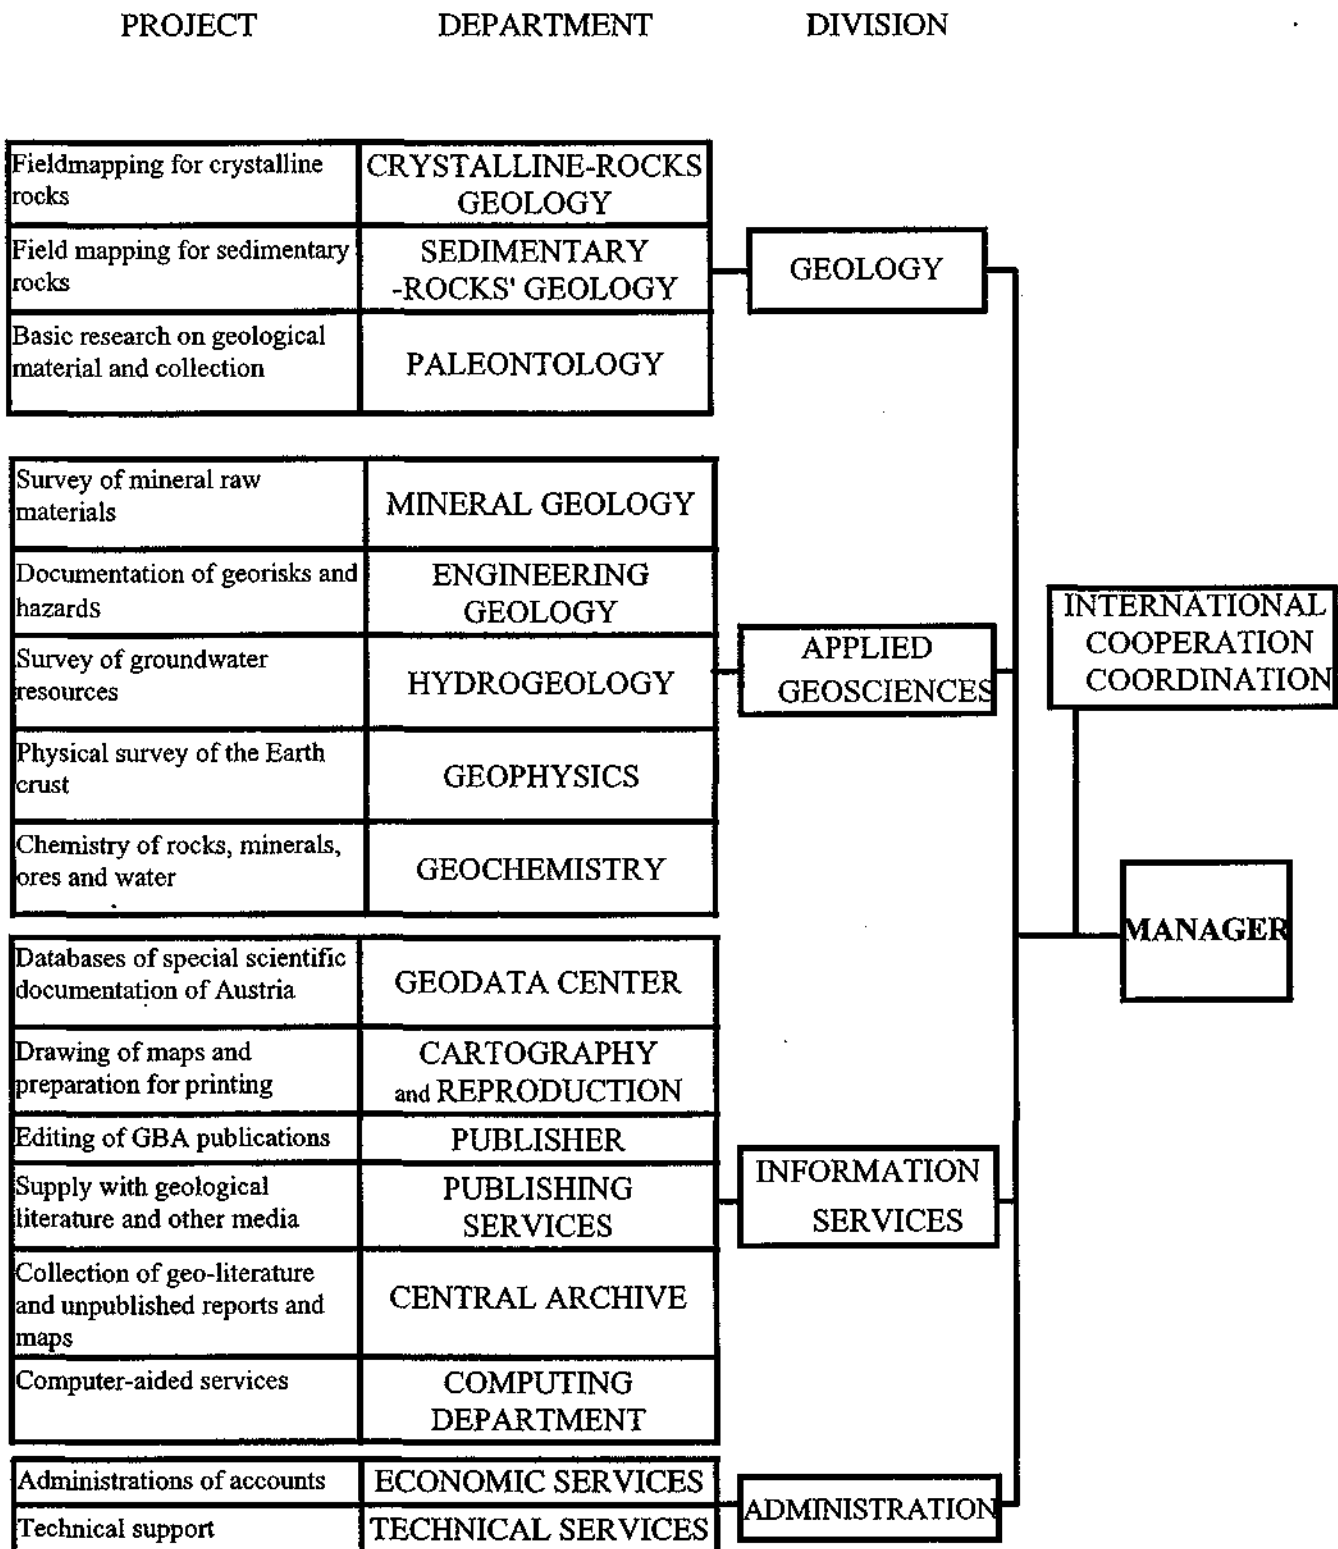 PROJECT DEPARTMENT DIVISION
Fieldmapping for crystalline
rocks
CRYSTALLINE-ROCKS
GEOLOGY
Field mapping for sedimentary
rocks
SEDIMENTARY
-ROCKS' GEOLOGY
Basic research on geological
material and collection
PALEONTOLOGY
GEOLOGY
Survey of mineral raw
materials
MINERAL GEOLOGY
Documentation of georisks and
hazards
ENGINEERING
GEOLOGY
Survey of groundwater
resources
HYDROGEOLOGY
Physical survey of the Earth
crust
GEOPHYSICS
Chemistry of rocks, minerals,
ores and water
GEOCHEMISTRY
APPLIED
GEOSCIENCES
INTERNATIONAL
COOPERATION
COORDINATION
MANAGER
Databases of special scientific
documentation of Austria
GEODATA CENTER
Drawing of maps and
preparation for printing
CARTOGRAPHY
and REPRODUCTION
Editing of GBA publications
PUBLISHER
Supply with geological
literature and other media
PUBLISHING
SERVICES
Collection of geo-literature
and unpublished reports and
maps
CENTRAL ARCHIVE
Computer-aided services
COMPUTING
DEPARTMENT
INFORMATION
SERVICES
Administrations of accounts
ECONOMIC SERVICES
Technical support
TECHNICAL SERVICES
ADMINISTRATION